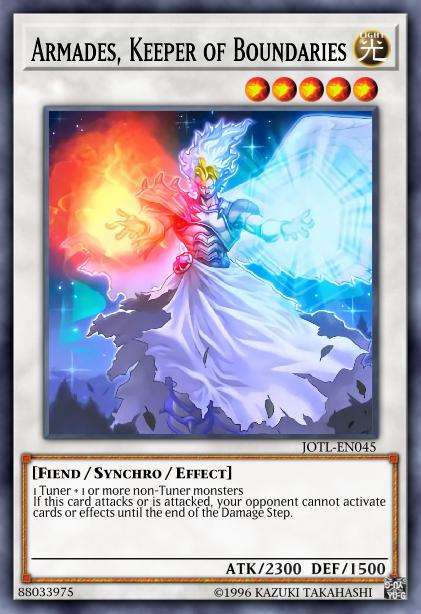 ARMADES, KEEPER OF BOUNDARIES
LIGHT
光
JOTL-EN045
[FIEND / SYNCHRO / EFFECT]
1 Tuner + 1 or more non-Tuner monsters
If this card attacks or is attacked, your opponent cannot activate
cards or effects until the end of the Damage Step.
ATK/2300 DEF/1500
88033975
©1996 KAZUKI TAKAHASHI